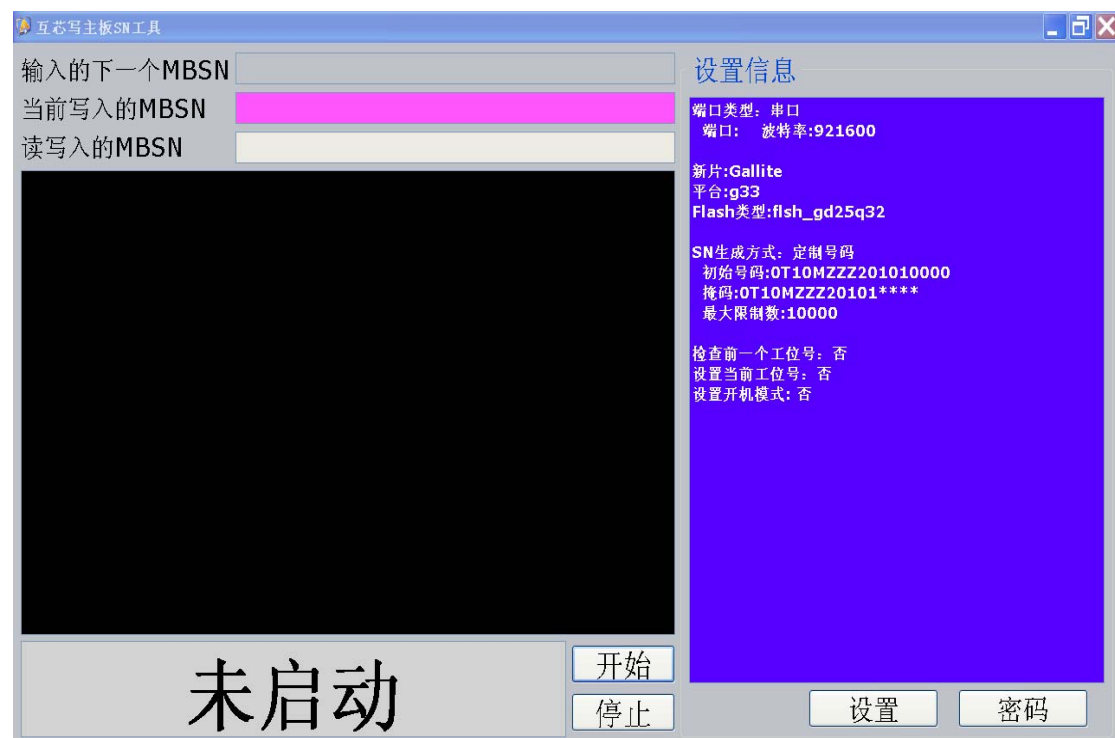 互芯写主板SN工具
输入的下一个MBSN
当前写入的MBSN
读写入的MBSN
设置信息
端口类型：串口
端口: 波特率:921600
新片:Gallite
平台:g33
Flash类型:flsh_gd25q32
SN生成方式：定制号码
初始号码:0T10MZZZ201010000
掩码:0T10MZZZ20101****
最大限制数:10000
检查前一个工位号：否
设置当前工位号：否
设置开机模式: 否
未启动
开始
停止
设置
密码